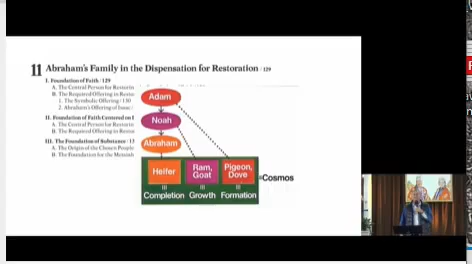 11 Abraham's Family in the Dispensation for Restoration / 129
I. Foundation of Faith / 129
A. The Central Person for Restorin
B. The Required Offering in Resto
1. The Symbolic Offering / 130
2. Abraham's Offering of Isaac /
II. Foundation of Faith Centered on I
A. The Central Person for Restorin
B. The Required Offering in Restor
III. The Foundation of Substance / 13
A. The Origin of the Chosen People
B. The Foundation for the Messiah
Adam
Noah
Abraham
Heifer
Ram, Goat
Pigeon, Dove
=Cosmos
Completion Growth Formation